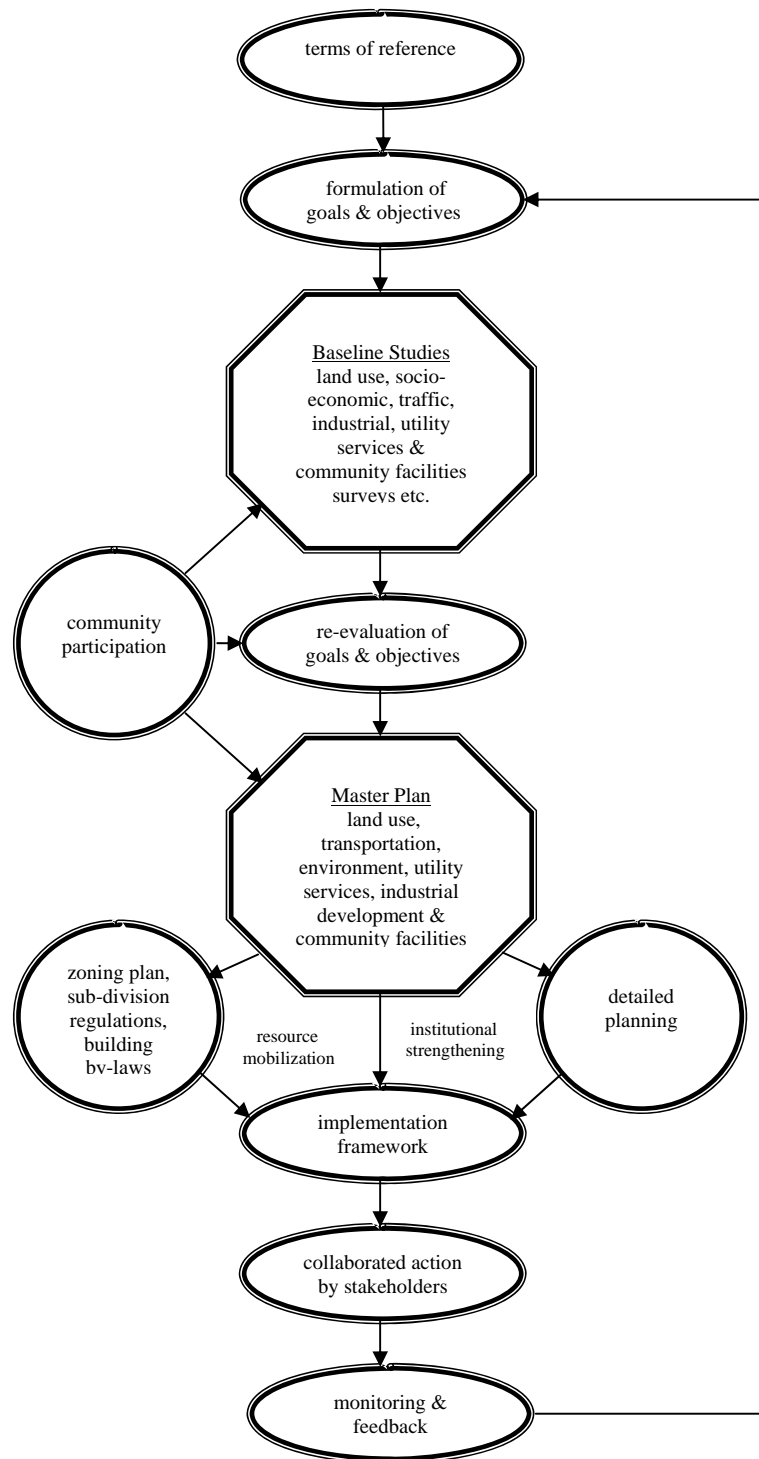 terms of reference
formulation of
goals & objectives
Baseline Studies
land use, socio-
economic, traffic,
industrial, utility
services &
community facilities
surveys etc.
community
participation
re-evaluation of
goals & objectives
Master Plan
land use,
transportation,
environment, utility
services, industrial
development &
community facilities
zoning plan,
sub-division
regulations,
building
by-laws
resource
mobilization
institutional
strengthening
detailed
planning
implementation
framework
collaborated action
by stakeholders
monitoring &
feedback